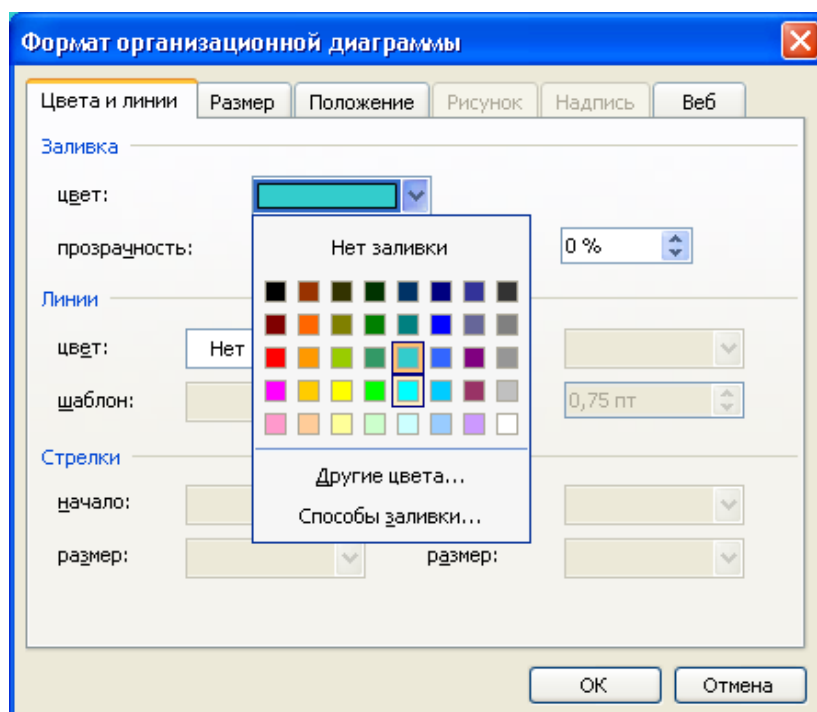 Формат организационной диаграммы
Цвета и линии Размер Положение Рисунок Надпись Веб
Заливка
цвет:
прозрачность: 0 %
Нет заливки
Линии
цвет: Нет
шаблон: 0,75 пт
Другие цвета...
Способы заливки...
Стрелки
начало:
размер: размер:
ОК Отмена